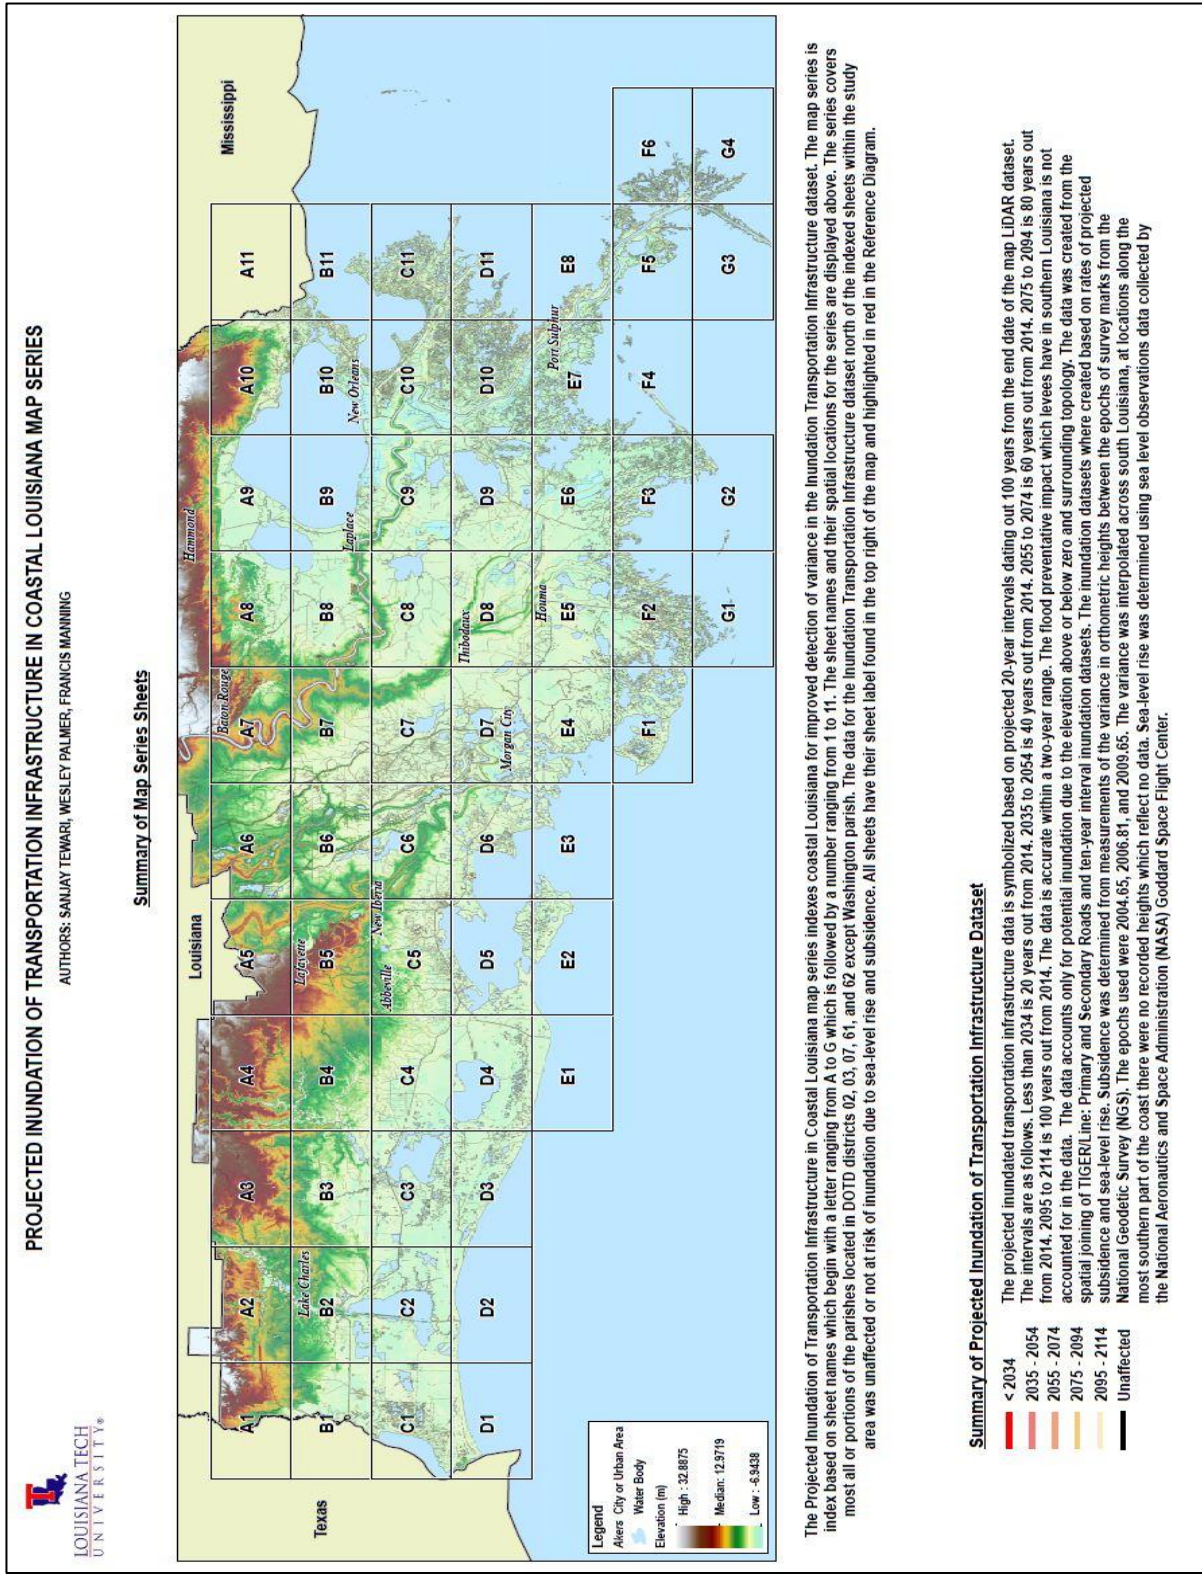 LOUISIANA TECH
UNIVERSITY®
PROJECTED INUNDATION OF TRANSPORTATION INFRASTRUCTURE IN COASTAL LOUISIANA MAP SERIES
AUTHORS: SANJAY TEWARI, WESLEY PALMER, FRANCIS MANNING
Summary of Map Series Sheets
Louisiana
Mississippi
Texas
Hammond
Baton Rouge
A1 A2 A3 A4 A5 A6 A7 A8 A9 A10 A11
Lake Charles
Lafayette
B1 B2 B3 B4 B5 B6 B7 B8 B9 B10 B11
Abbeville
New Iberia
Laplace
New Orleans
C1 C2 C3 C4 C5 C6 C7 C8 C9 C10 C11
Thibodaux
D1 D2 D3 D4 D5 D6 D7 D8 D9 D10 D11
Morgan City
Houma
Port Sulphur
E1 E2 E3 E4 E5 E6 E7 E8
F1 F2 F3 F4 F5 F6
G1 G2 G3 G4
Legend
Akers City or Urban Area
Water Body
Elevation (m)
High : 32.8875
Median: 12.9719
Low : -6.9438
The Projected Inundation of Transportation Infrastructure in Coastal Louisiana map series indexes coastal Louisiana for improved detection of variance in the Inundation Transportation Infrastructure dataset. The map series is
index based on sheet names which begin with a letter ranging from A to G which is followed by a number ranging from 1 to 11. The sheet names and their spatial locations for the series are displayed above. The series covers
most all or portions of the parishes located in DOTD districts 02, 03, 07, 61, and 62 except Washington parish. The data for the Inundation Transportation Infrastructure dataset north of the indexed sheets within the study
area was unaffected or not at risk of inundation due to sea-level rise and subsidence. All sheets have their sheet label found in the top right of the map and highlighted in red in the Reference Diagram.
Summary of Projected Inundation of Transportation Infrastructure Dataset
< 2034
2035 - 2054
2055 - 2074
2075 - 2094
2095 - 2114
Unaffected
The projected inundated transportation infrastructure data is symbolized based on projected 20-year intervals dating out 100 years from the end date of the map LiDAR dataset.
The intervals are as follows. Less than 2034 is 20 years out from 2014. 2035 to 2054 is 40 years out from 2014. 2055 to 2074 is 60 years out from 2014. 2075 to 2094 is 80 years out
from 2014. 2095 to 2114 is 100 years out from 2014. The data is accurate within a two-year range. The flood preventative impact which levees have in southern Louisiana is not
accounted for in the data. The data accounts only for potential inundation due to the elevation above or below zero and surrounding topology. The data was created from the
spatial joining of TIGER/Line: Primary and Secondary Roads and ten-year interval inundation datasets. The inundation datasets where created based on rates of projected
subsidence and sea-level rise. Subsidence was determined from measurements of the variance in orthometric heights between the epochs of survey marks from the
National Geodetic Survey (NGS). The epochs used were 2004.65, 2006.81, and 2009.65. The variance was interpolated across south Louisiana, at locations along the
most southern part of the coast there were no recorded heights which reflect no data. Sea-level rise was determined using sea level observations data collected by
the National Aeronautics and Space Administration (NASA) Goddard Space Flight Center.